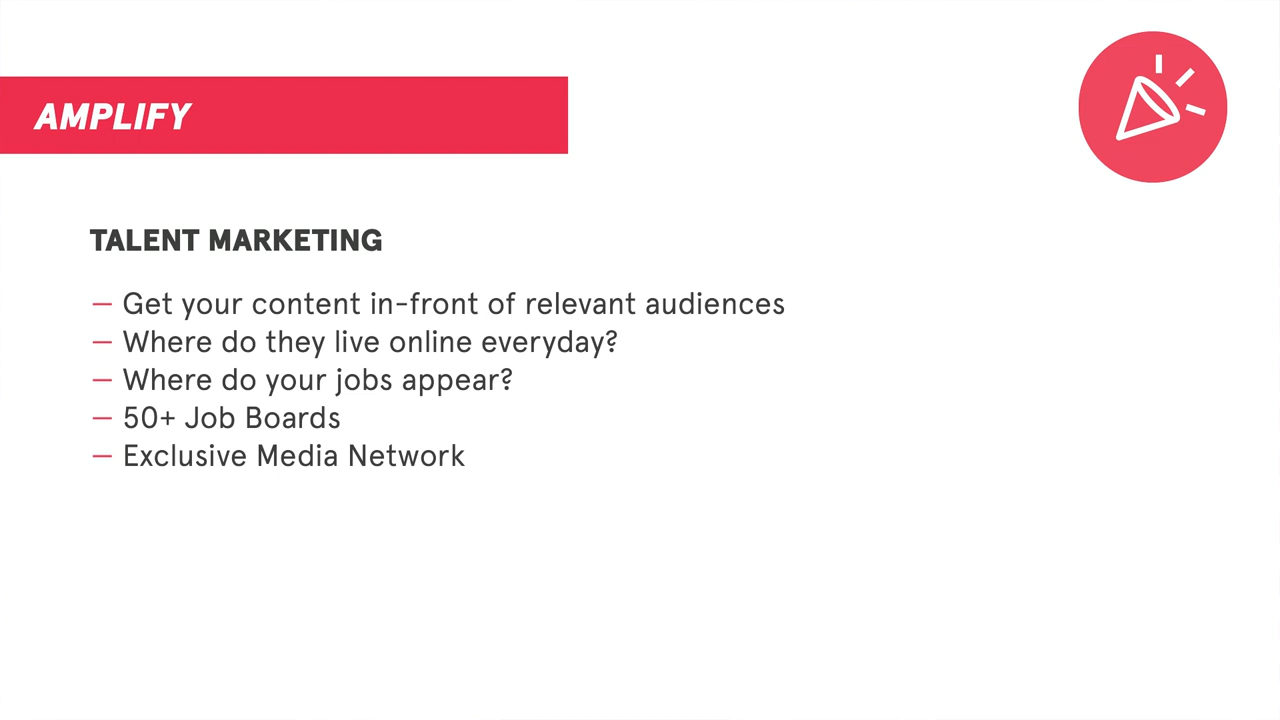 AMPLIFY
TALENT MARKETING
— Get your content in-front of relevant audiences
— Where do they live online everyday?
— Where do your jobs appear?
— 50+ Job Boards
— Exclusive Media Network